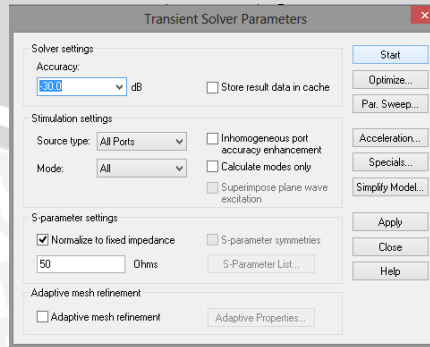 Transient Solver Parameters
Solver settings
Accuracy:
-30.0 dB
Store result data in cache
Stimulation settings
Source type: All Ports
Inhomogeneous port accuracy enhancement
Mode: All
Calculate modes only
Superimpose plane wave excitation
S-parameter settings
Normalize to fixed impedance
S-parameter symmetries
50 Ohms
S-Parameter List...
Adaptive mesh refinement
Adaptive mesh refinement
Adaptive Properties...
Start
Optimize...
Par. Sweep...
Acceleration...
Specials...
Simplify Model...
Apply
Close
Help